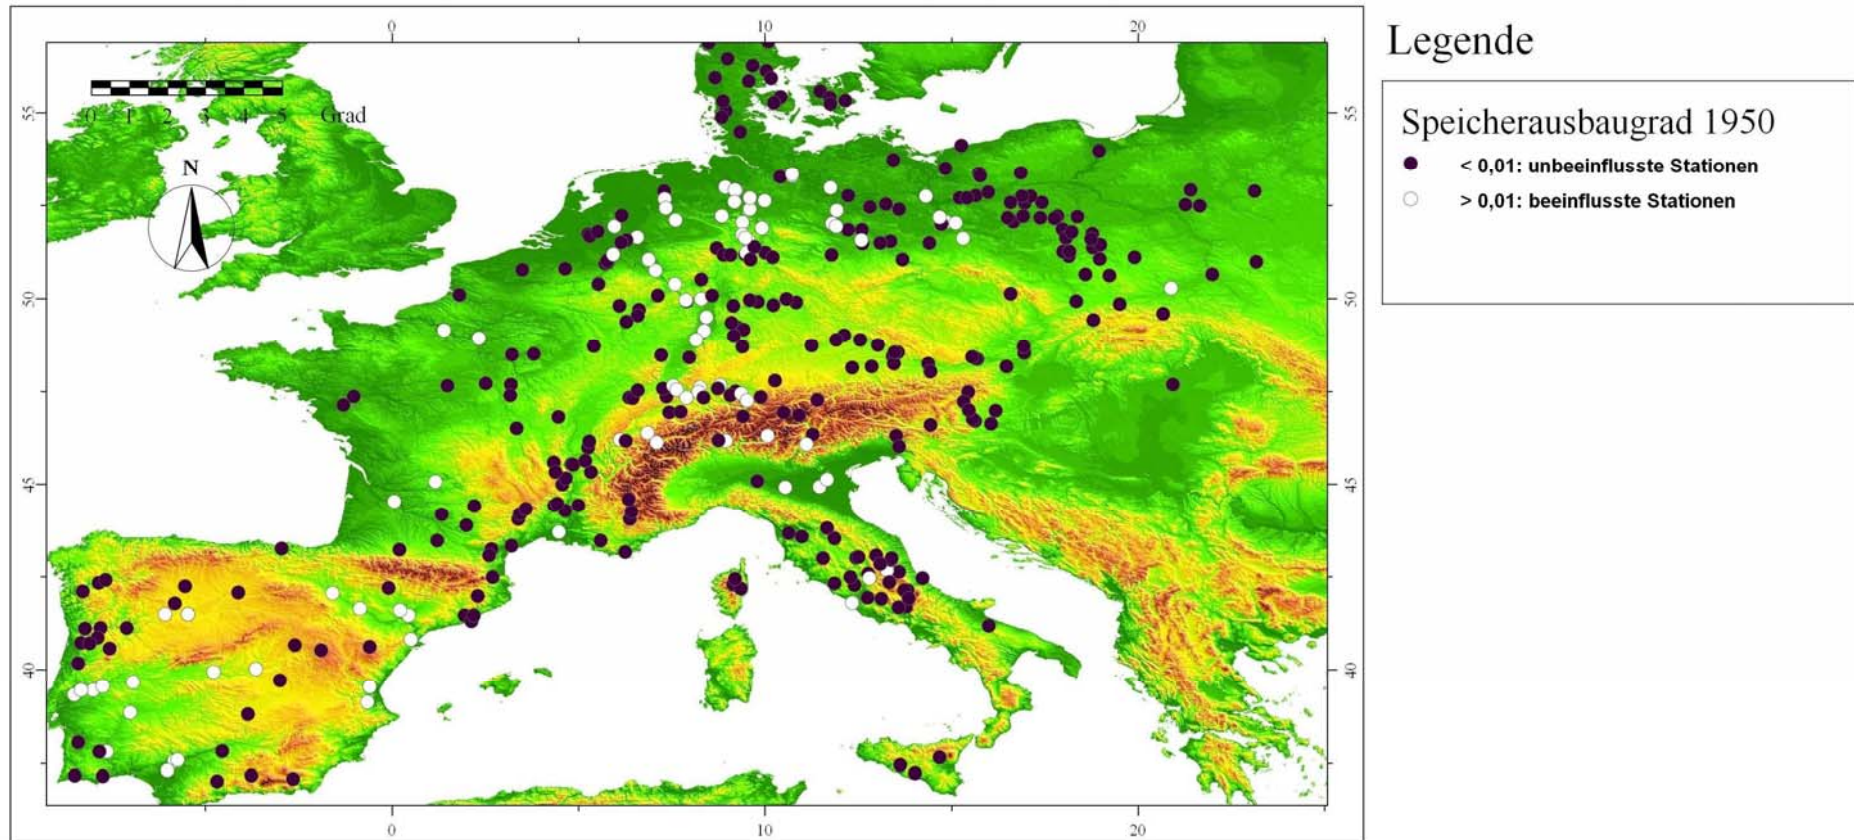 0 10 20
Legende
Speicherausbaugrad 1950
< 0,01: unbeeinflusste Stationen
> 0,01: beeinflusste Stationen
0 1 2 3 4 5 Grad
N
55 55
50 50
45 45
40 40
0 10 20